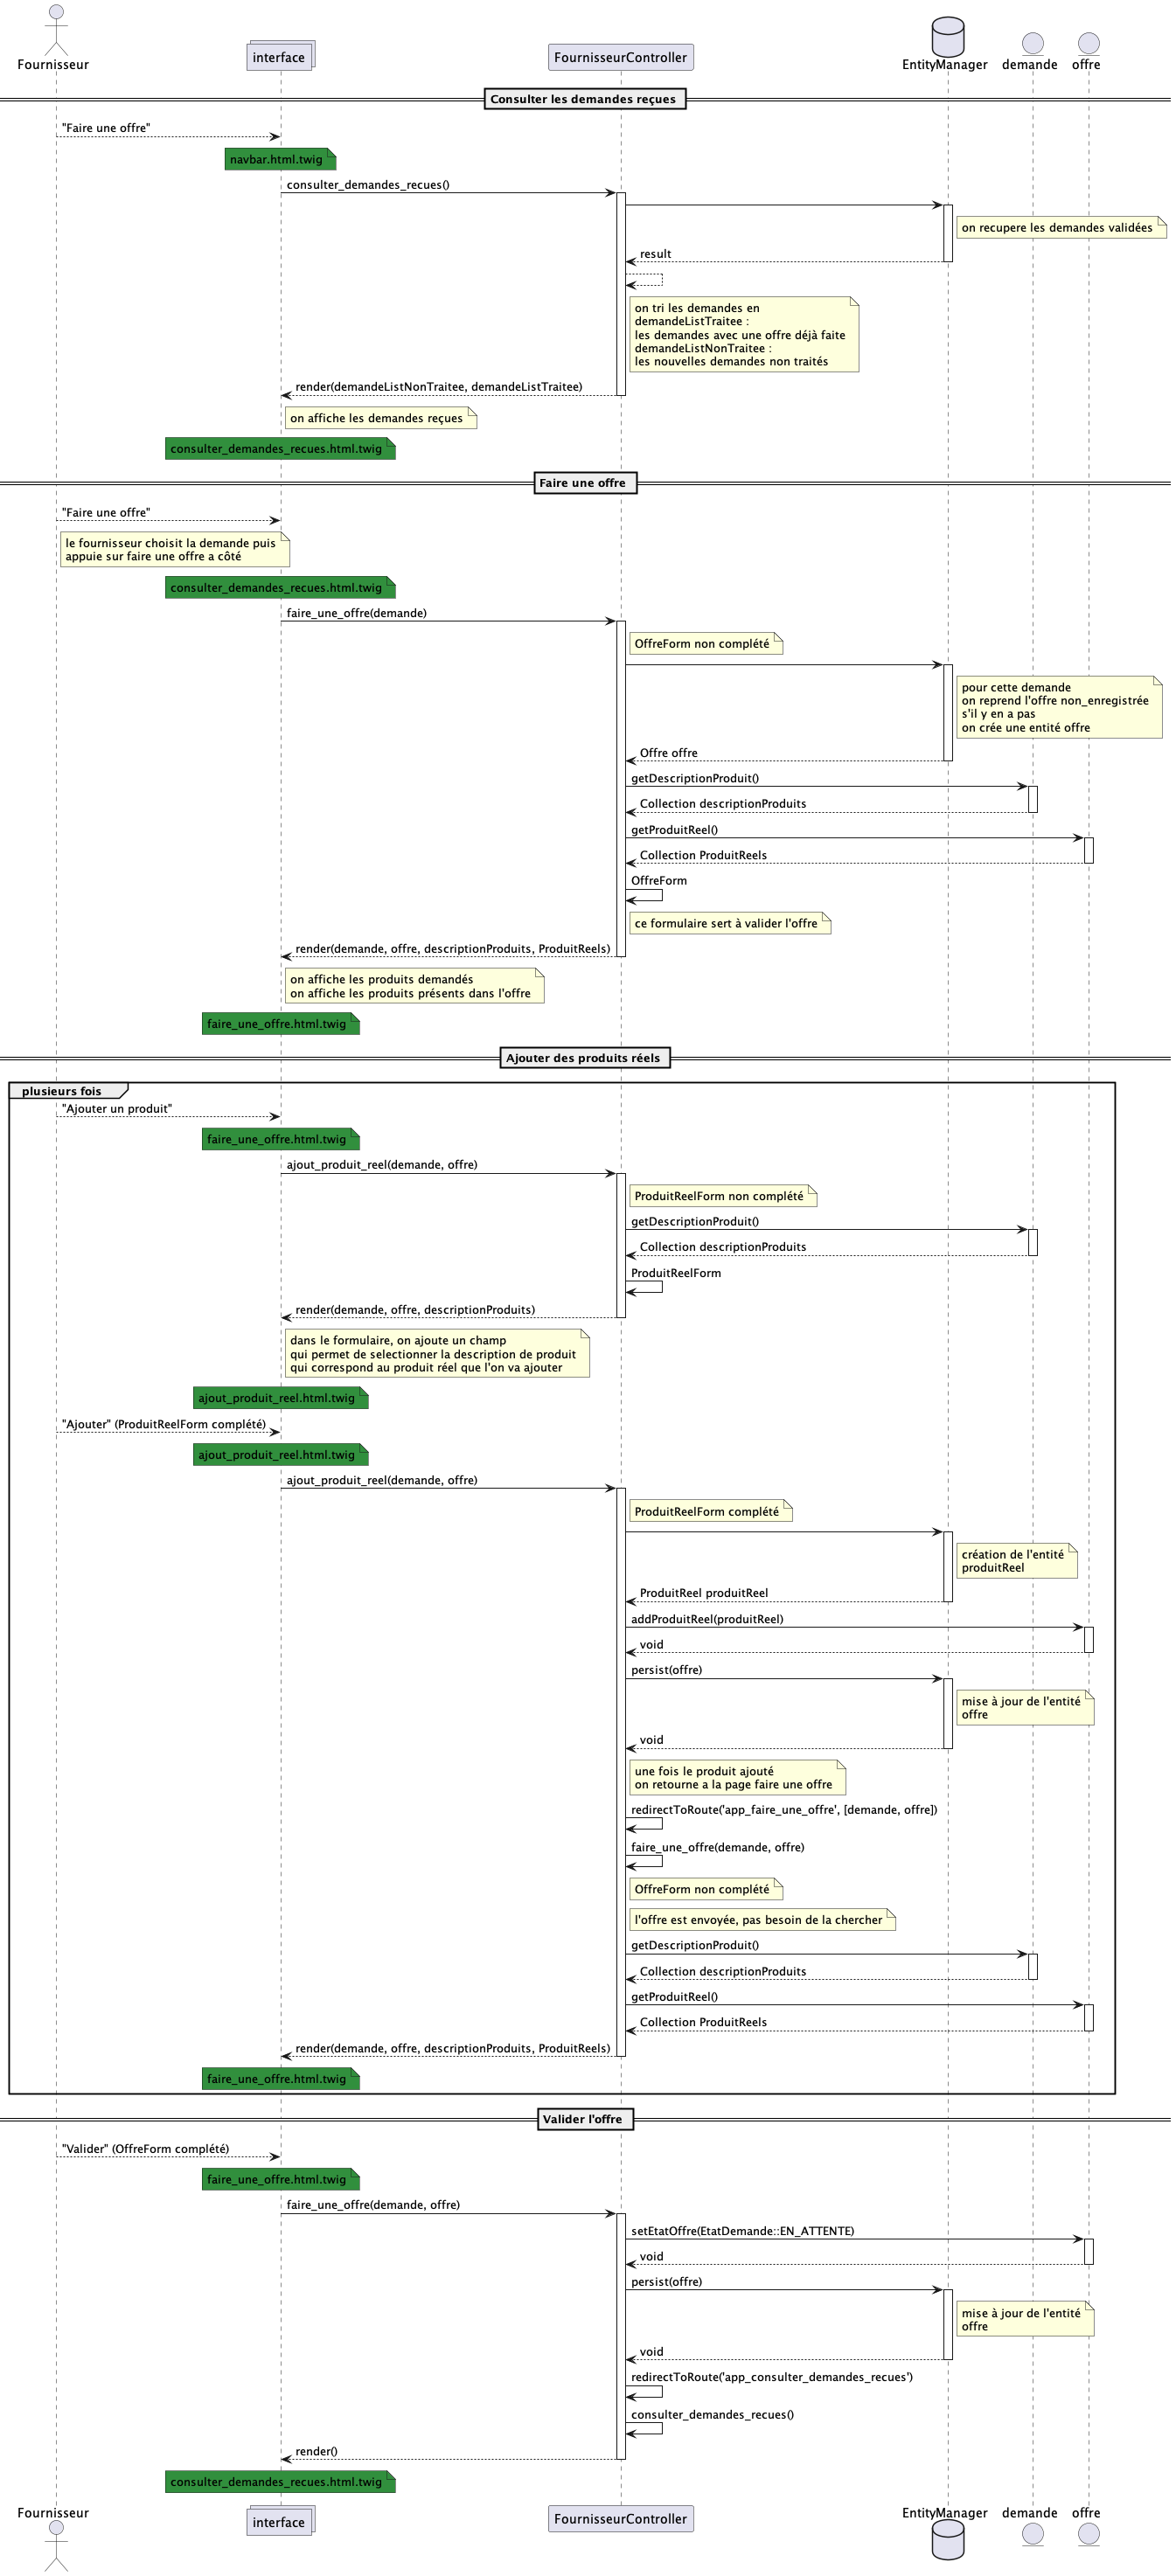 Fournisseur
interface
FournisseurController
EntityManager
demande
offre
Consulter les demandes reçues
"Faire une offre"
navbar.html.twig
consulter_demandes_recues()
on recupere les demandes validées
result
on tri les demandes en
demandeListTraitee :
les demandes avec une offre déjà faite
demandeListNonTraitee :
les nouvelles demandes non traités
render(demandeListNonTraitee, demandeListTraitee)
on affiche les demandes reçues
consulter_demandes_recues.html.twig
Faire une offre
"Faire une offre"
le fournisseur choisit la demande puis
appuie sur faire une offre a côté
consulter_demandes_recues.html.twig
faire_une_offre(demande)
OffreForm non complété
pour cette demande
on reprend l'offre non_enregistrée
s'il y en a pas
on crée une entité offre
Offre offre
getDescriptionProduit()
Collection descriptionProduits
getProduitReel()
Collection ProduitReels
OffreForm
ce formulaire sert à valider l'offre
render(demande, offre, descriptionProduits, ProduitReels)
on affiche les produits demandés
on affiche les produits présents dans l'offre
faire_une_offre.html.twig
Ajouter des produits réels
plusieurs fois
"Ajouter un produit"
faire_une_offre.html.twig
ajout_produit_reel(demande, offre)
ProduitReelForm non complété
getDescriptionProduit()
Collection descriptionProduits
ProduitReelForm
render(demande, offre, descriptionProduits)
dans le formulaire, on ajoute un champ
qui permet de selectionner la description de produit
qui correspond au produit réel que l'on va ajouter
ajout_produit_reel.html.twig
"Ajouter" (ProduitReelForm complété)
ajout_produit_reel.html.twig
ajout_produit_reel(demande, offre)
ProduitReelForm complété
création de l'entité
produitReel
ProduitReel produitReel
addProduitReel(produitReel)
void
persist(offre)
mise à jour de l'entité
offre
void
une fois le produit ajouté
on retourne a la page faire une offre
redirectToRoute('app_faire_une_offre', [demande, offre])
faire_une_offre(demande, offre)
OffreForm non complété
l'offre est envoyée, pas besoin de la chercher
getDescriptionProduit()
Collection descriptionProduits
getProduitReel()
Collection ProduitReels
render(demande, offre, descriptionProduits, ProduitReels)
faire_une_offre.html.twig
Valider l'offre
"Valider" (OffreForm complété)
faire_une_offre.html.twig
faire_une_offre(demande, offre)
setEtatOffre(EtatDemande::EN_ATTENTE)
void
persist(offre)
mise à jour de l'entité
offre
void
redirectToRoute('app_consulter_demandes_recues')
consulter_demandes_recues()
render()
consulter_demandes_recues.html.twig
Fournisseur
interface
FournisseurController
EntityManager
demande
offre